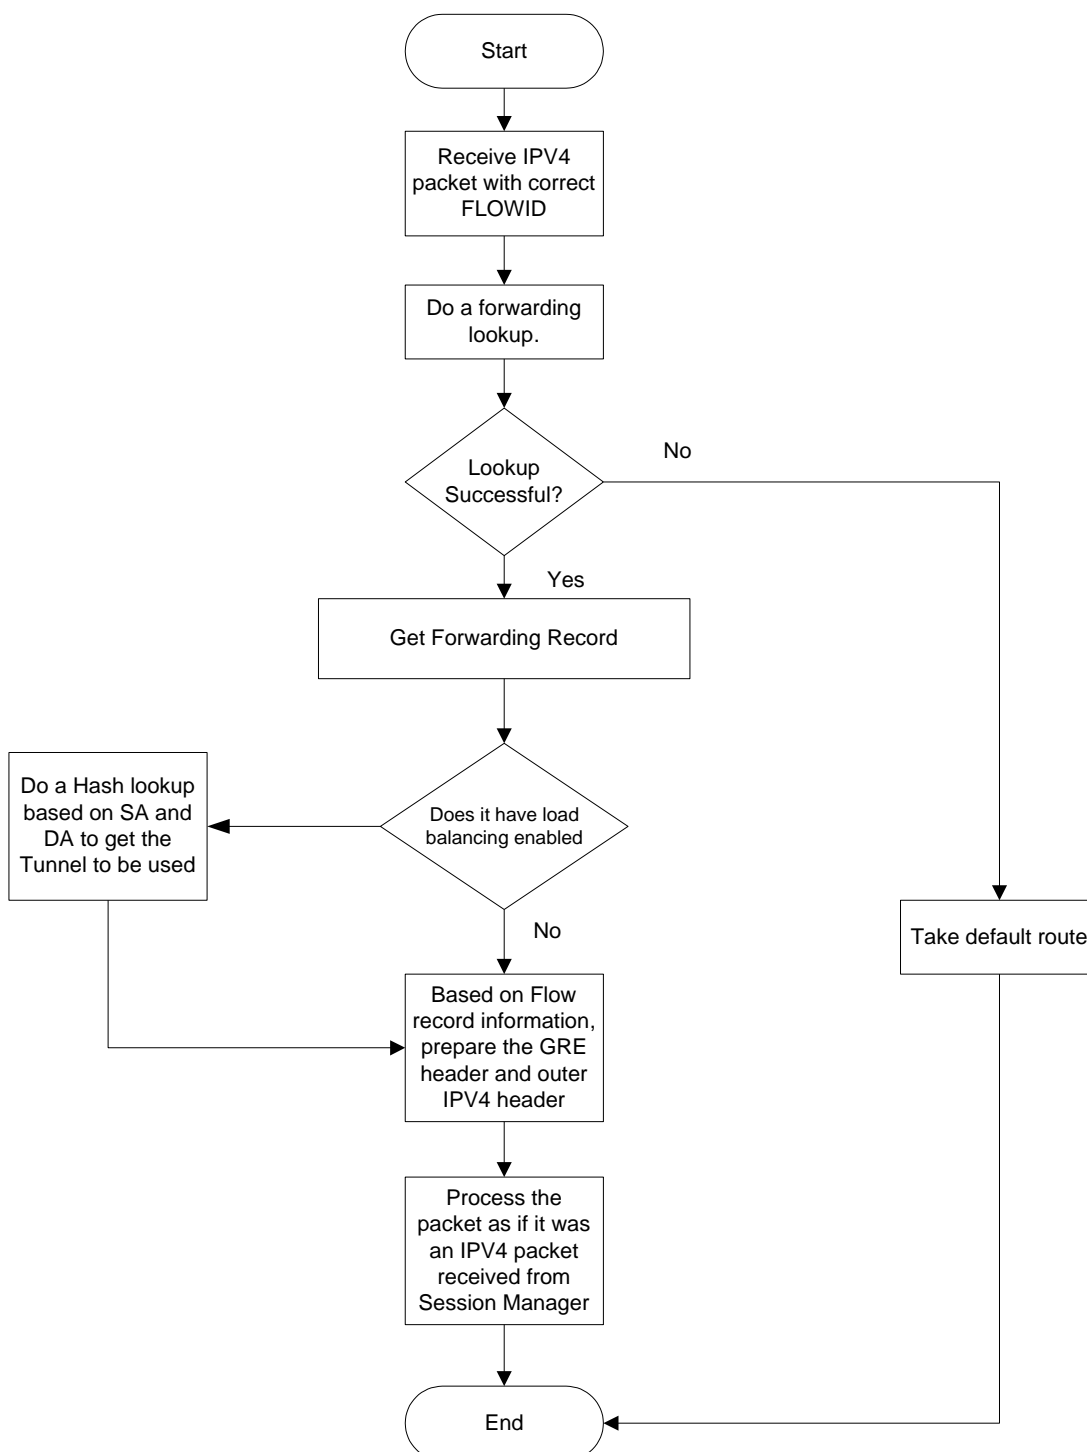 Start
Receive IPV4
packet with correct
FLOWID
Do a forwarding
lookup.
No
Lookup
Successful?
Yes
Get Forwarding Record
Do a Hash lookup
based on SA and
DA to get the
Tunnel to be used
Does it have load
balancing enabled
No
Take default route
Based on Flow
record information,
prepare the GRE
header and outer
IPV4 header
Process the
packet as if it was
an IPV4 packet
received from
Session Manager
End